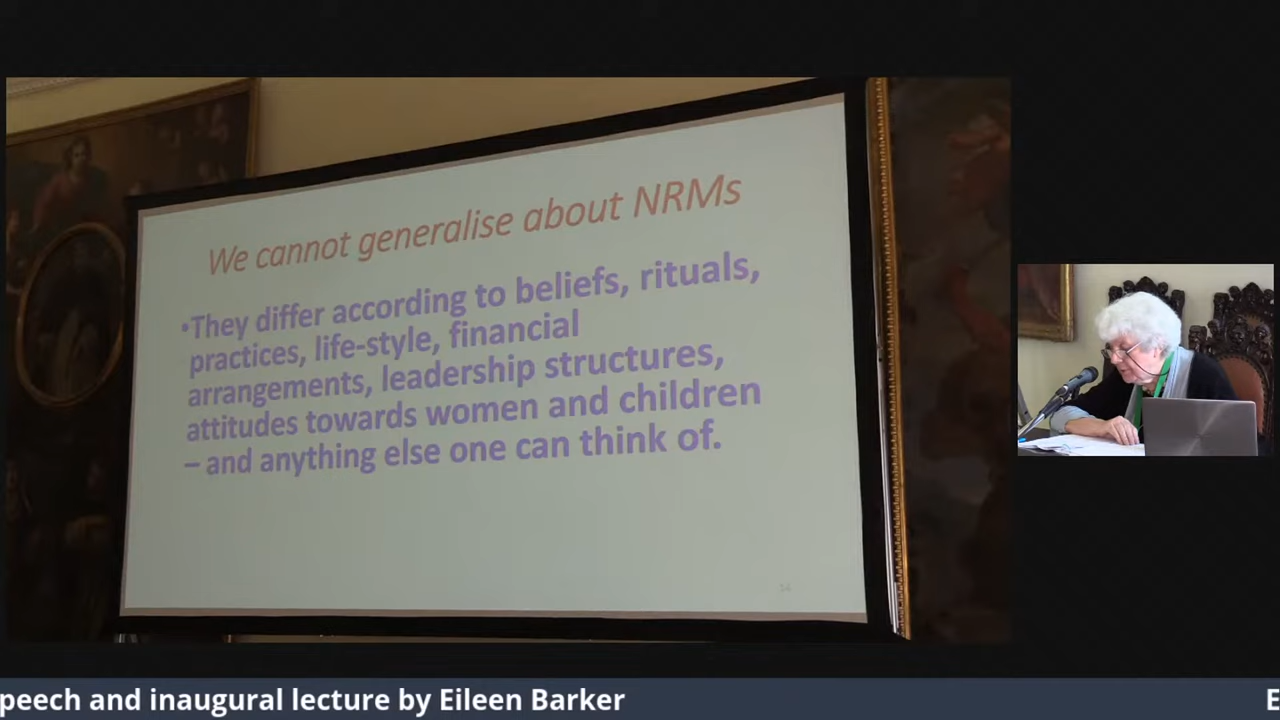 We cannot generalise about NRMs
•They differ according to beliefs, rituals,
practices, life-style, financial
arrangements, leadership structures,
attitudes towards women and children
– and anything else one can think of.
14
peech and inaugural lecture by Eileen Barker
E